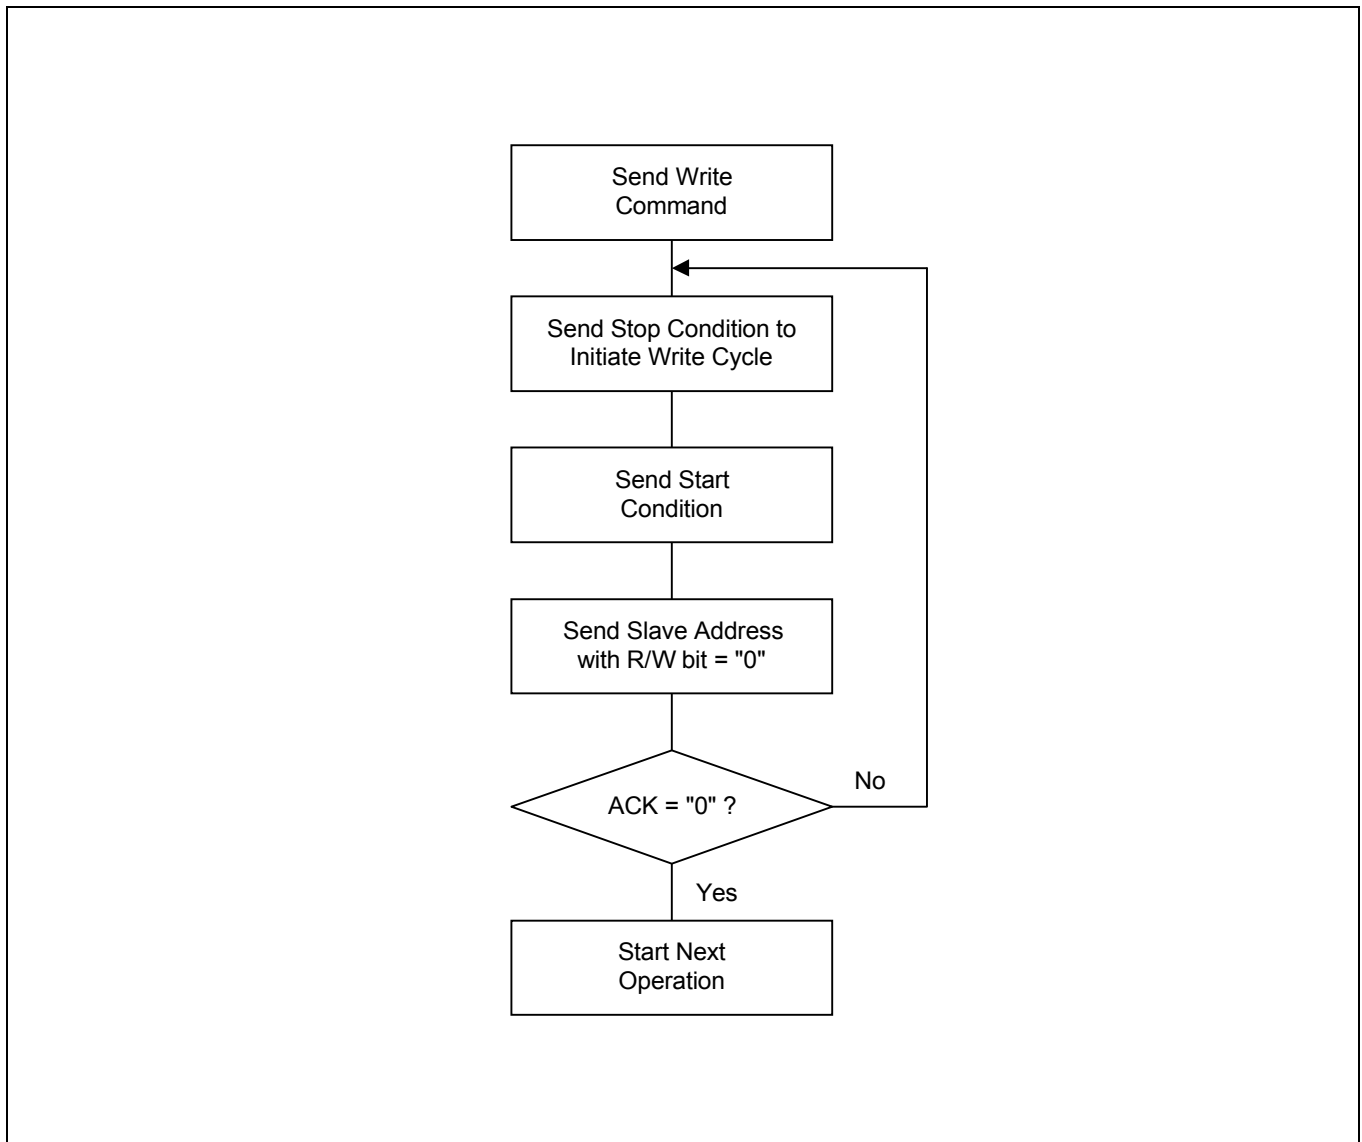 Send Write
Command
Send Stop Condition to
Initiate Write Cycle
Send Start
Condition
Send Slave Address
with R/W bit = "0"
ACK = "0" ?
No
Yes
Start Next
Operation